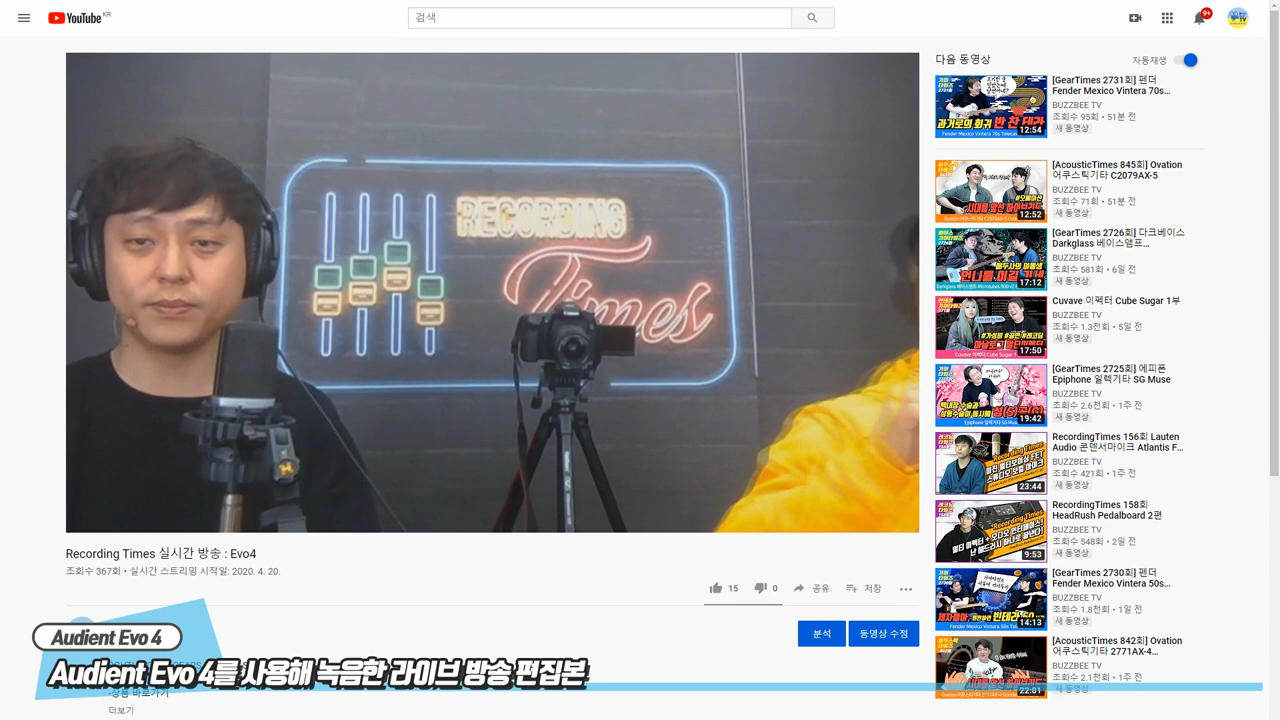 YouTube KR
검색
9+
RECORDING
Times
Recording Times 실시간 방송 : Evo4
조회수 367회 • 실시간 스트리밍 시작일: 2020. 4. 20.
15
0
공유
저장
분석
동영상 수정
Audient Evo 4
Audient Evo 4를 사용해 녹음한 라이브 방송 편집본
상품 바로가기
더보기
다음 동영상
자동재생
12:54
[GearTimes 2731회] 펜더
Fender Mexico Vintera 70s...
BUZZBEE TV
조회수 95회 • 51분 전
새 동영상
12:52
[AcousticTimes 845회] Ovation
어쿠스틱기타 C2079AX-5
BUZZBEE TV
조회수 71회 • 51분 전
새 동영상
17:12
[GearTimes 2726회] 다크베이스
Darkglass 베이스앰프...
BUZZBEE TV
조회수 581회 • 6일 전
새 동영상
17:50
Cuvave 이펙터 Cube Sugar 1부
BUZZBEE TV
조회수 1.3천회 • 5일 전
새 동영상
19:42
[GearTimes 2725회] 에피폰
Epiphone 일렉기타 SG Muse
BUZZBEE TV
조회수 2.6천회 • 1주 전
새 동영상
23:44
RecordingTimes 156회 Lauten
Audio 콘덴서마이크 Atlantis F...
BUZZBEE TV
조회수 421회 • 1주 전
새 동영상
9:53
RecordingTimes 158회
HeadRush Pedalboard 2편
BUZZBEE TV
조회수 548회 • 2일 전
새 동영상
14:13
[GearTimes 2730회] 펜더
Fender Mexico Vintera 50s...
BUZZBEE TV
조회수 1.8천회 • 1일 전
새 동영상
22:01
[AcousticTimes 842회] Ovation
어쿠스틱기타 2771AX-4...
BUZZBEE TV
조회수 2.1천회 • 1주 전
새 동영상